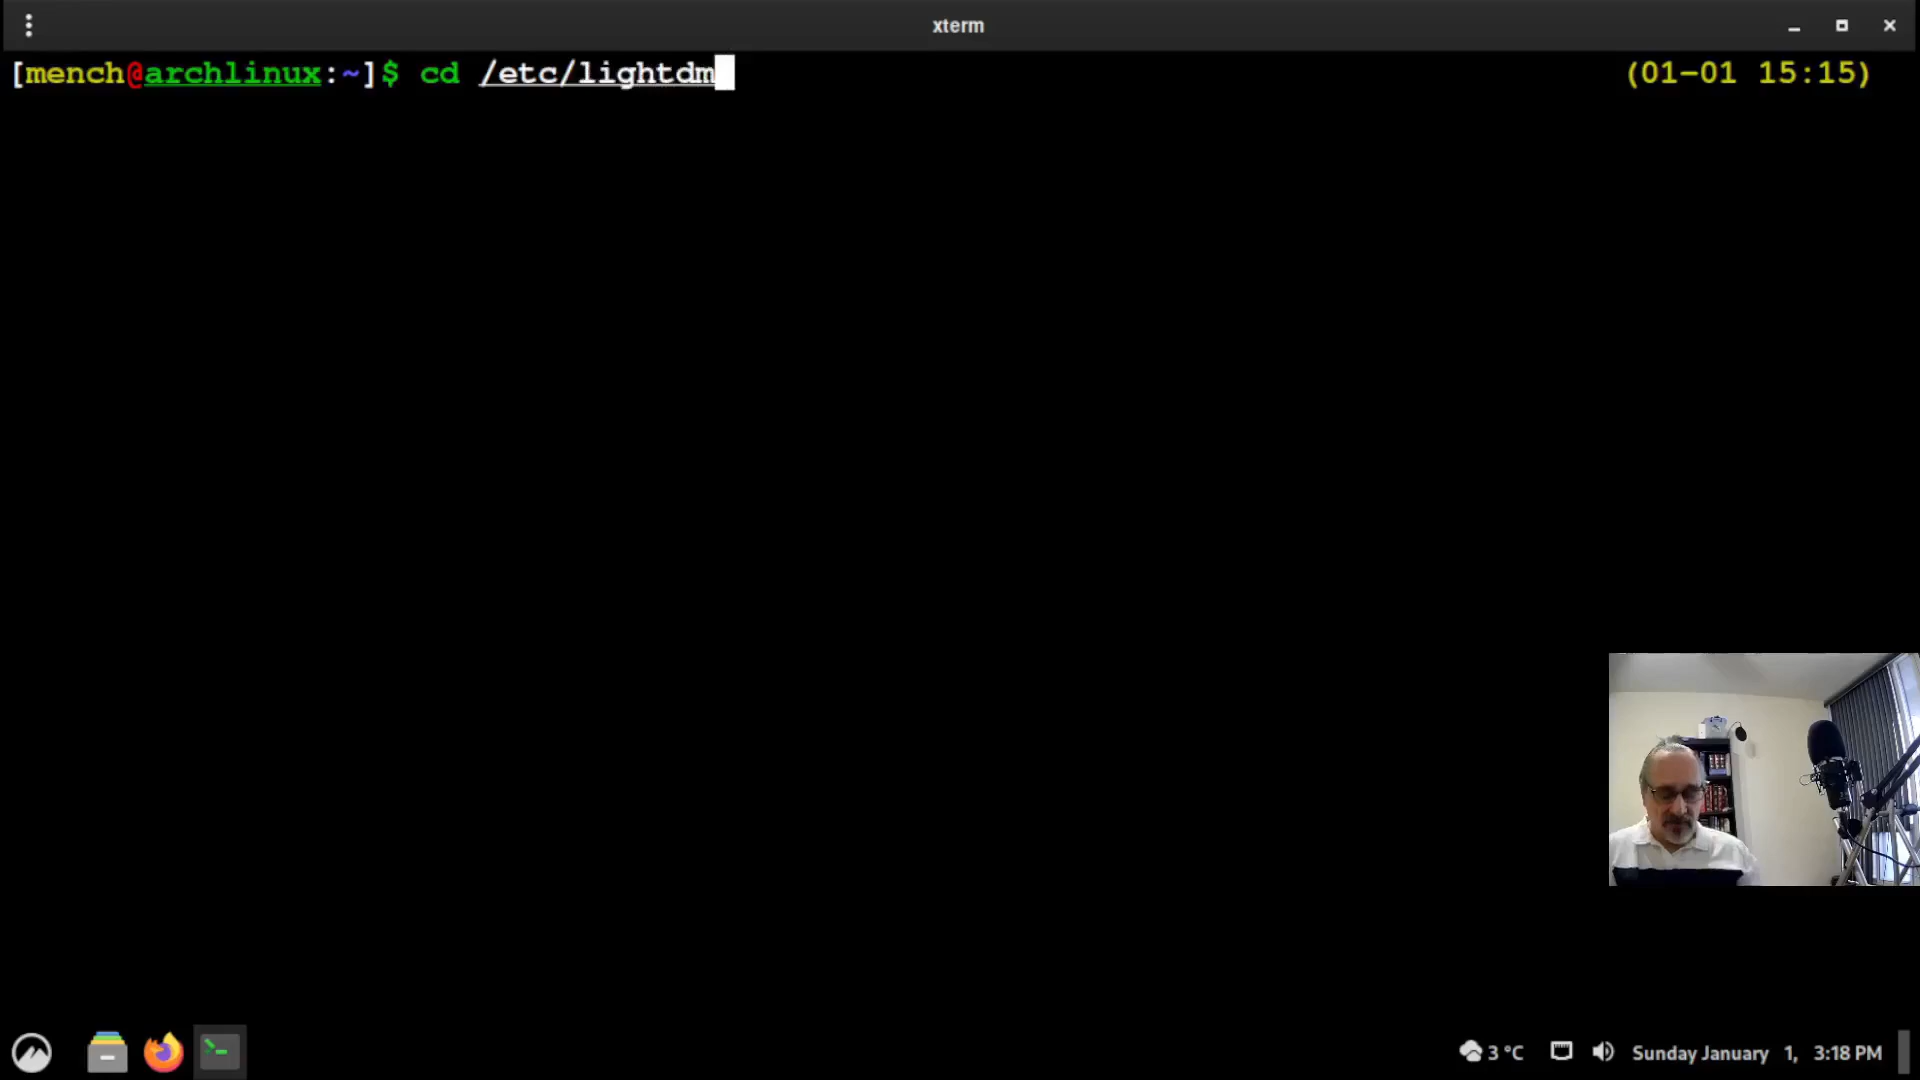 xterm
[mench@archlinux:~]$ cd /etc/lightdm
(01-01 15:15)
3 °C
Sunday January 1, 3:18 PM